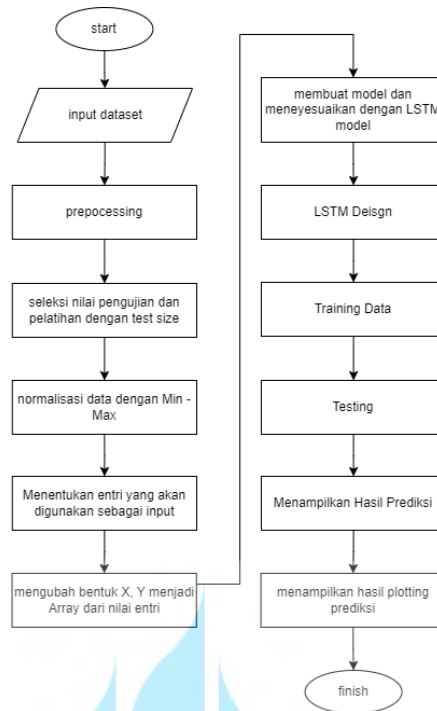 start
input dataset
prepocessing
seleksi nilai pengujian dan
pelatihan dengan test size
normalisasi data dengan Min -
Max
Menentukan entri yang akan
digunakan sebagai input
mengubah bentuk X, Y menjadi
Array dari nilai entri
membuat model dan
meneyesuaikan dengan LSTM
model
LSTM Deisgn
Training Data
Testing
Menampilkan Hasil Prediksi
menampilkan hasil plotting
prediksi
finish